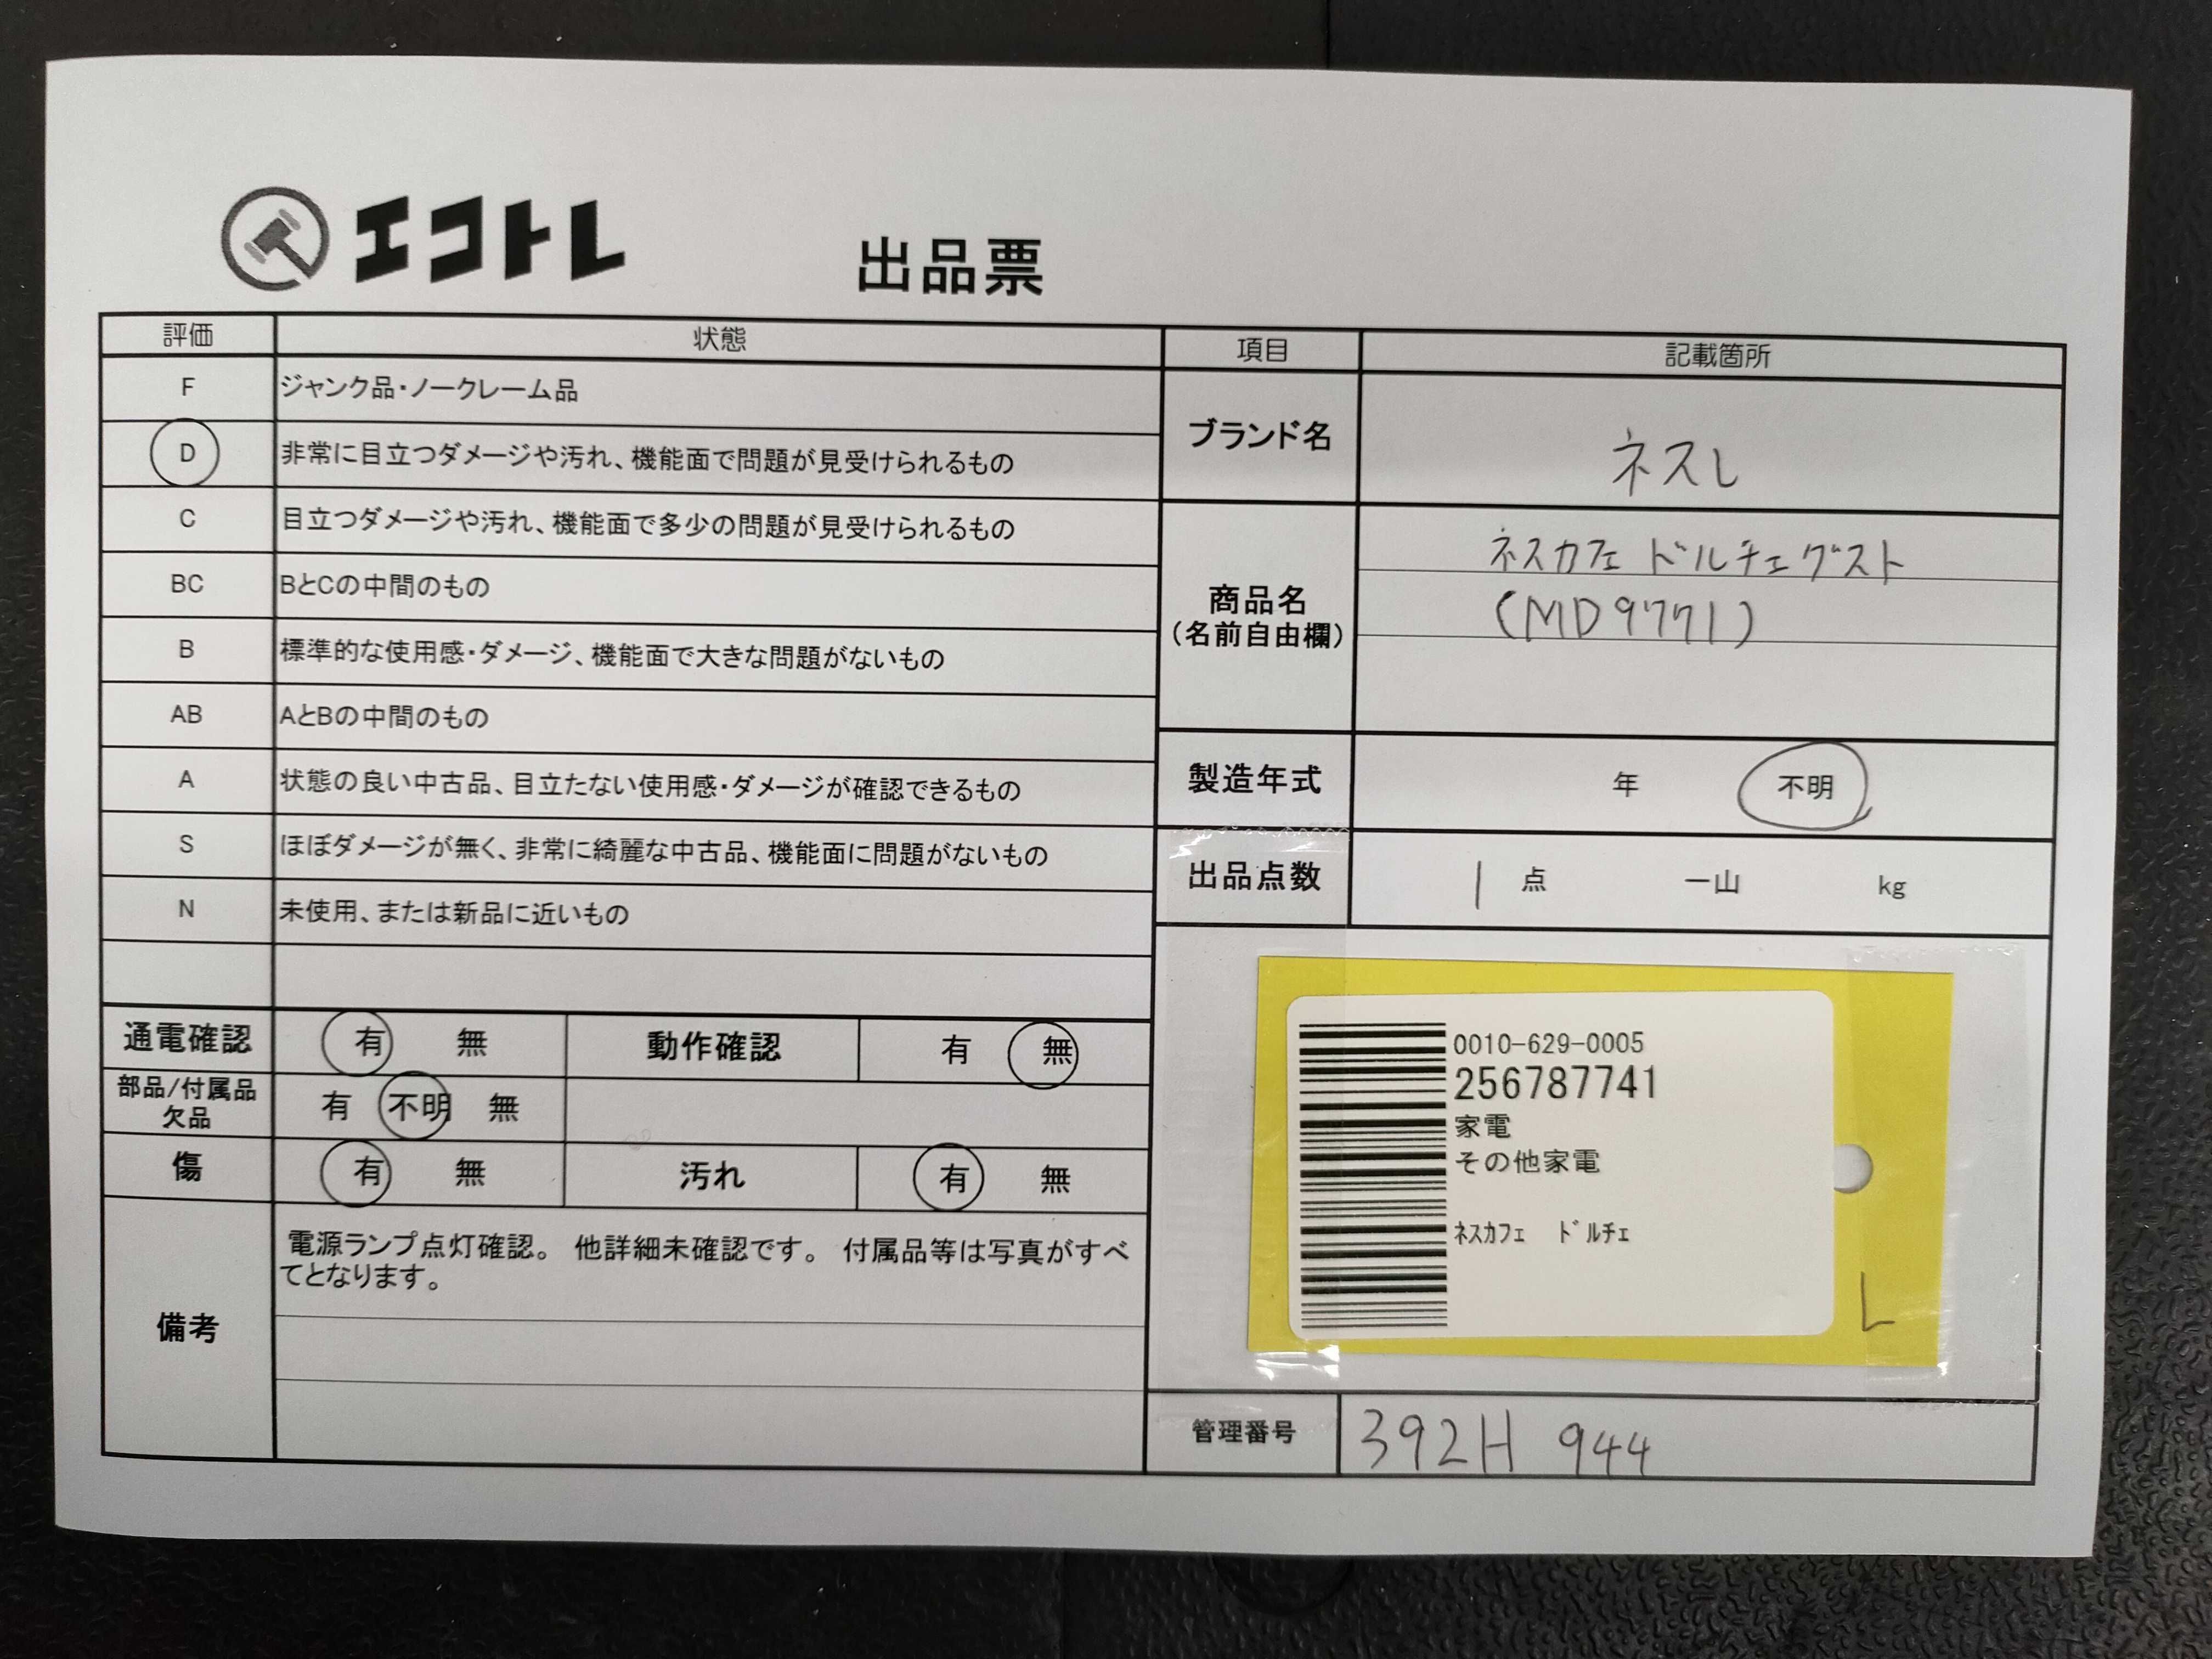 エコトレ
出品票
評価 状態
F ジャンク品・ノークレーム品
D 非常に目立つダメージや汚れ、機能面で問題が見受けられるもの
C 目立つダメージや汚れ、機能面で多少の問題が見受けられるもの
BC BとCの中間のもの
B 標準的な使用感・ダメージ、機能面で大きな問題がないもの
AB AとBの中間のもの
A 状態の良い中古品、目立たない使用感・ダメージが確認できるもの
S ほぼダメージが無く、非常に綺麗な中古品、機能面に問題がないもの
N 未使用、または新品に近いもの
通電確認 有 無 動作確認 有 無
部品/付属品
欠品 有 不明 無
傷 有 無 汚れ 有 無
備考
電源ランプ点灯確認。 他詳細未確認です。 付属品等は写真がすべ
てとなります。
項目 記載箇所
ブランド名 ネスレ
商品名
(名前自由欄)
ネスカフェ ドルチェグスト
(MD9771)
製造年式 年 不明
出品点数 1 点 一山 kg
0010-629-0005
256787741
家電
その他家電
ﾈｽｶﾌｪ ﾄﾞﾙﾁｪ
L
管理番号 392H 944